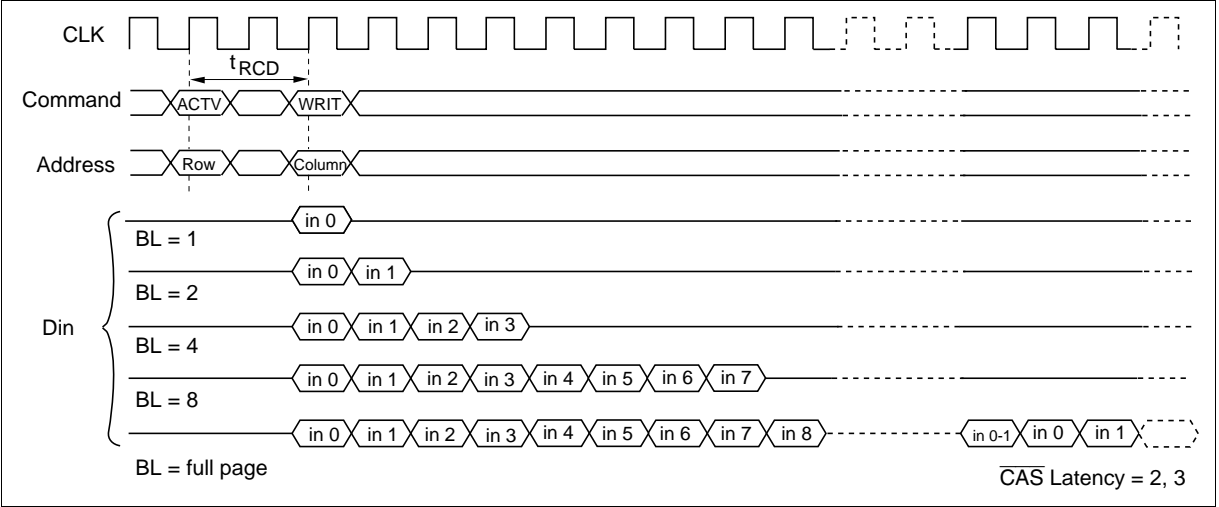 CLK
tRCD
Command ACTV WRIT
Address Row Column
in 0
BL = 1
in 0 in 1
BL = 2
Din
in 0 in 1 in 2 in 3
BL = 4
in 0 in 1 in 2 in 3 in 4 in 5 in 6 in 7
BL = 8
in 0 in 1 in 2 in 3 in 4 in 5 in 6 in 7 in 8 in 0-1 in 0 in 1
BL = full page
CAS Latency = 2, 3